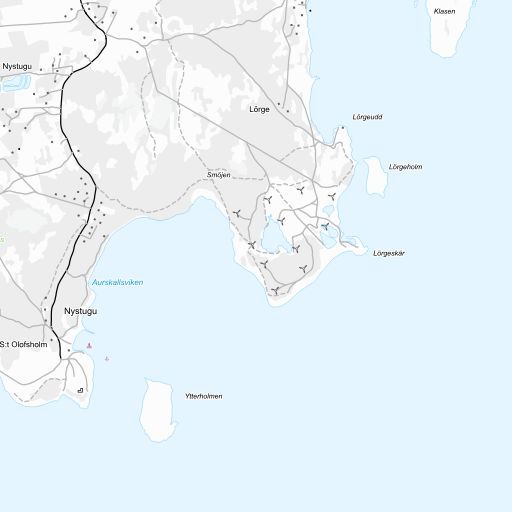 Klasen
Nystugu
Lörge
Lörgeudd
Lörgeholm
Smöjen
Lörgeskär
Aurskallsviken
Nystugu
S:t Olofsholm
Ytterholmen